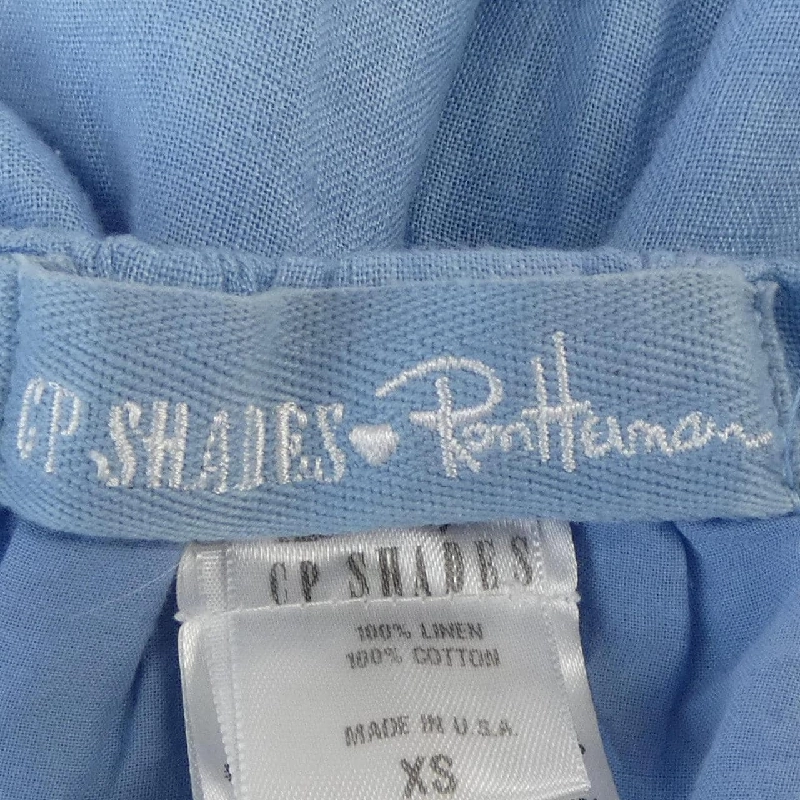 CP SHADES RonHerman
CP SHADES
100% LINEN
100% COTTON
MADE IN U.S.A.
XS